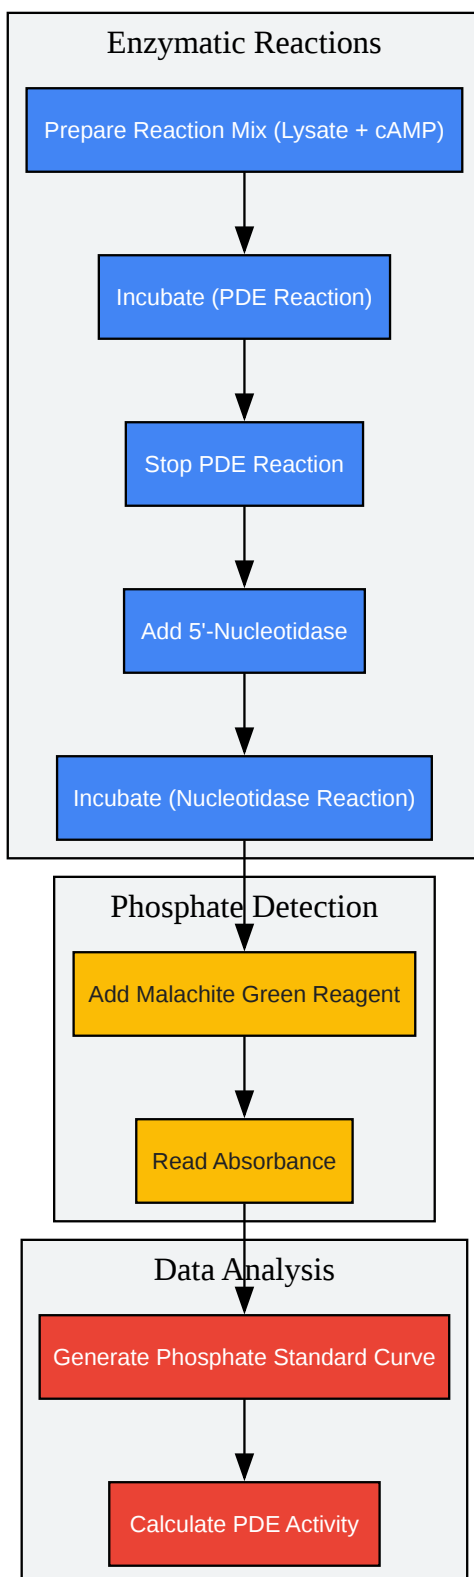 Enzymatic Reactions
Prepare Reaction Mix (Lysate + cAMP)
Incubate (PDE Reaction)
Stop PDE Reaction
Add 5'-Nucleotidase
Incubate (Nucleotidase Reaction)
Phosphate Detection
Add Malachite Green Reagent
Read Absorbance
Data Analysis
Generate Phosphate Standard Curve
Calculate PDE Activity